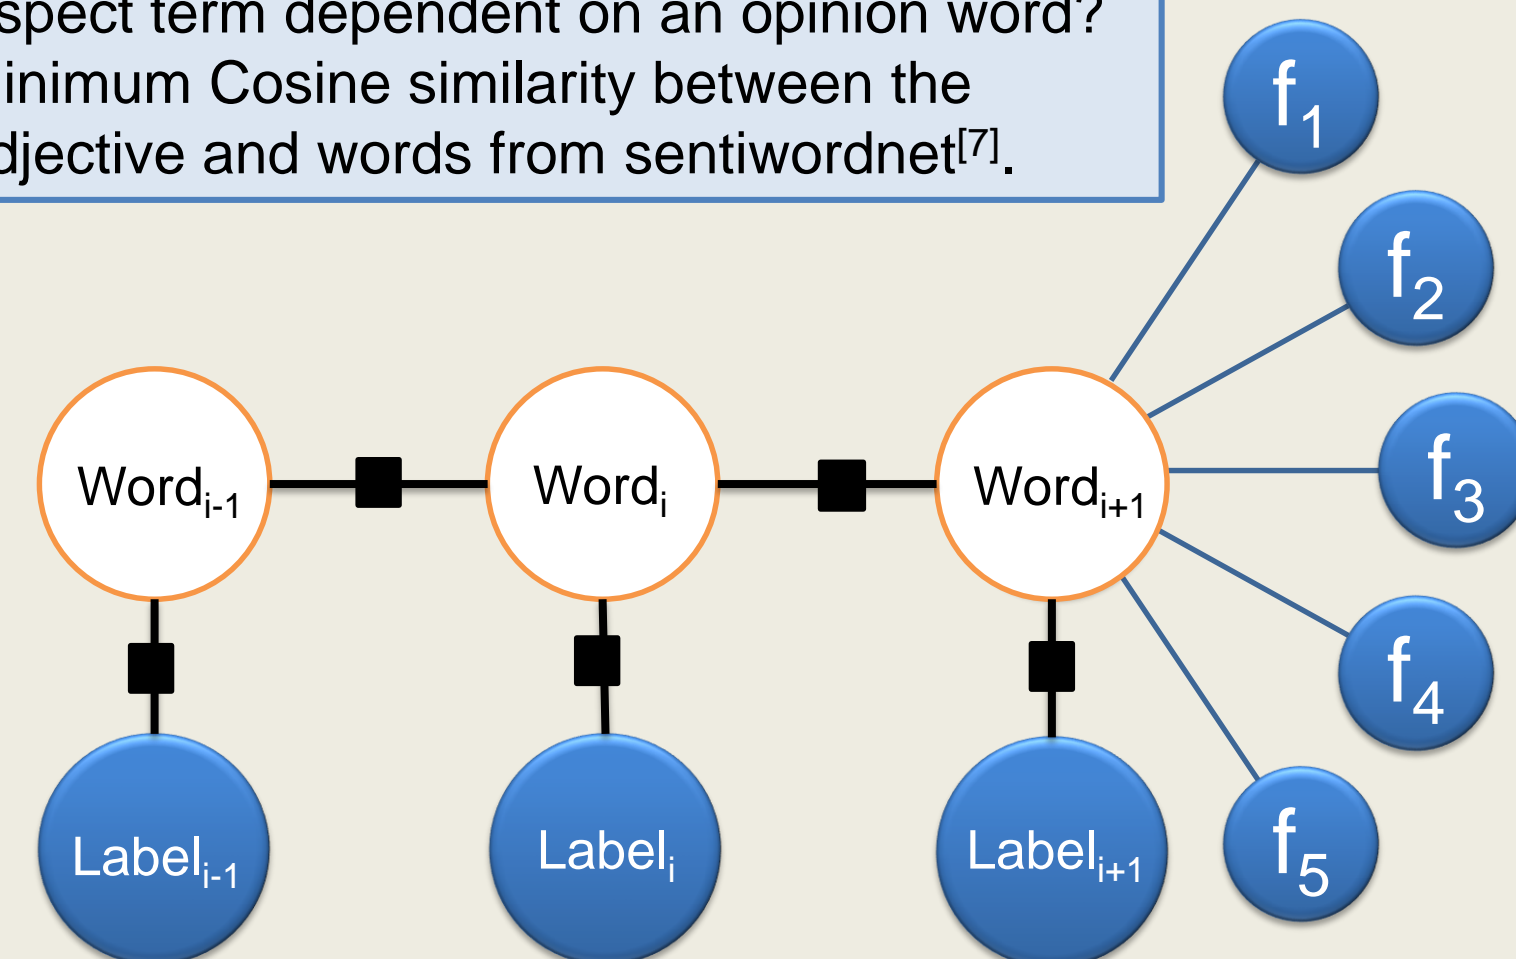 spect term dependent on an opinion word?
inimum Cosine similarity between the
djective and words from sentiwordnet[7].
f1
f2
Wordi-1 Wordi Wordi+1 f3
f4
Labeli-1 Labeli Labeli+1 f5